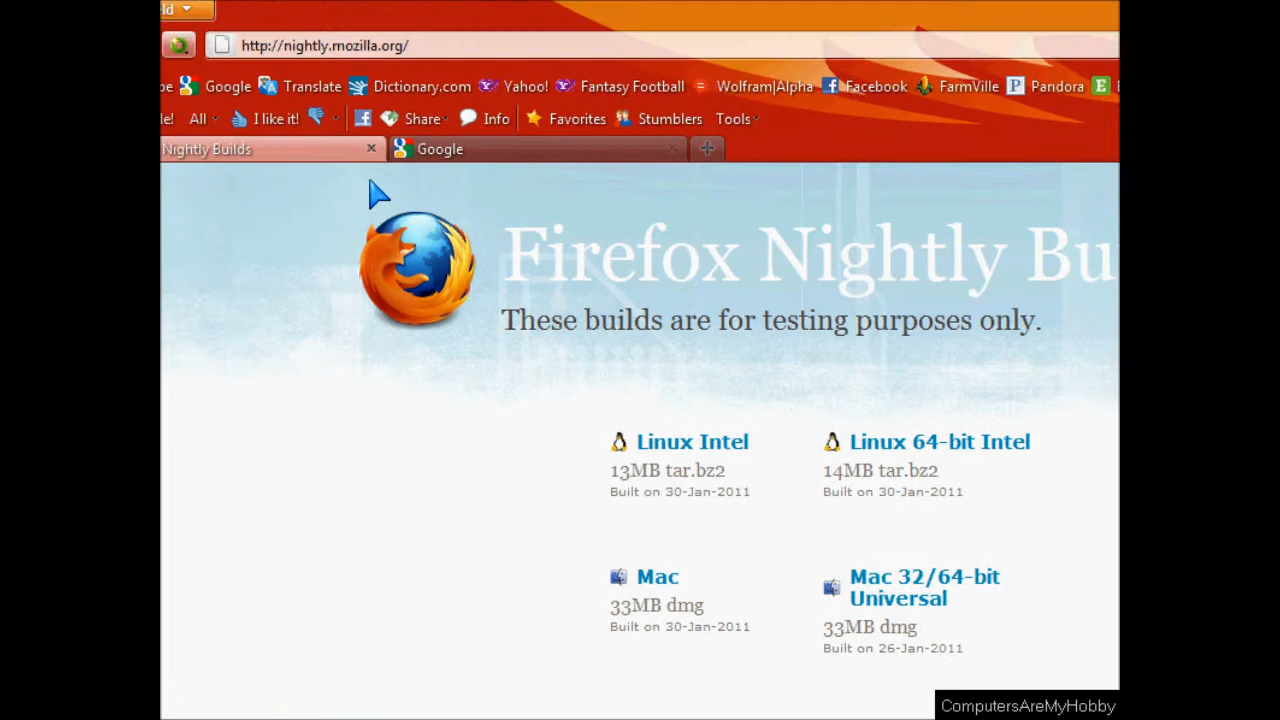 ld
http://nightly.mozilla.org/
Google Translate Dictionary.com Yahoo! Fantasy Football Wolfram|Alpha Facebook FarmVille Pandora
All I like it! Share Info Favorites Stumblers Tools
Nightly Builds Google
Firefox Nightly Bu
These builds are for testing purposes only.
Linux Intel Linux 64-bit Intel
13MB tar.bz2 14MB tar.bz2
Built on 30-Jan-2011 Built on 30-Jan-2011
Mac Mac 32/64-bit
Universal
33MB dmg 33MB dmg
Built on 30-Jan-2011 Built on 26-Jan-2011
ComputersAreMyHobby